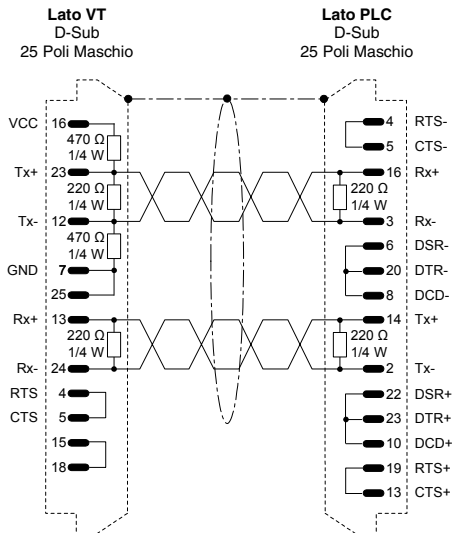 Lato VT
D-Sub
25 Poli Maschio
Lato PLC
D-Sub
25 Poli Maschio
VCC 16
470 Ω
1/4 W
Tx+ 23
220 Ω
1/4 W
Tx- 12
470 Ω
1/4 W
GND 7
25
Rx+ 13
220 Ω
1/4 W
Rx- 24
RTS 4
CTS 5
15
18
4 RTS-
5 CTS-
16 Rx+
220 Ω
1/4 W
3 Rx-
6 DSR-
20 DTR-
8 DCD-
14 Tx+
220 Ω
1/4 W
2 Tx-
22 DSR+
23 DTR+
10 DCD+
19 RTS+
13 CTS+